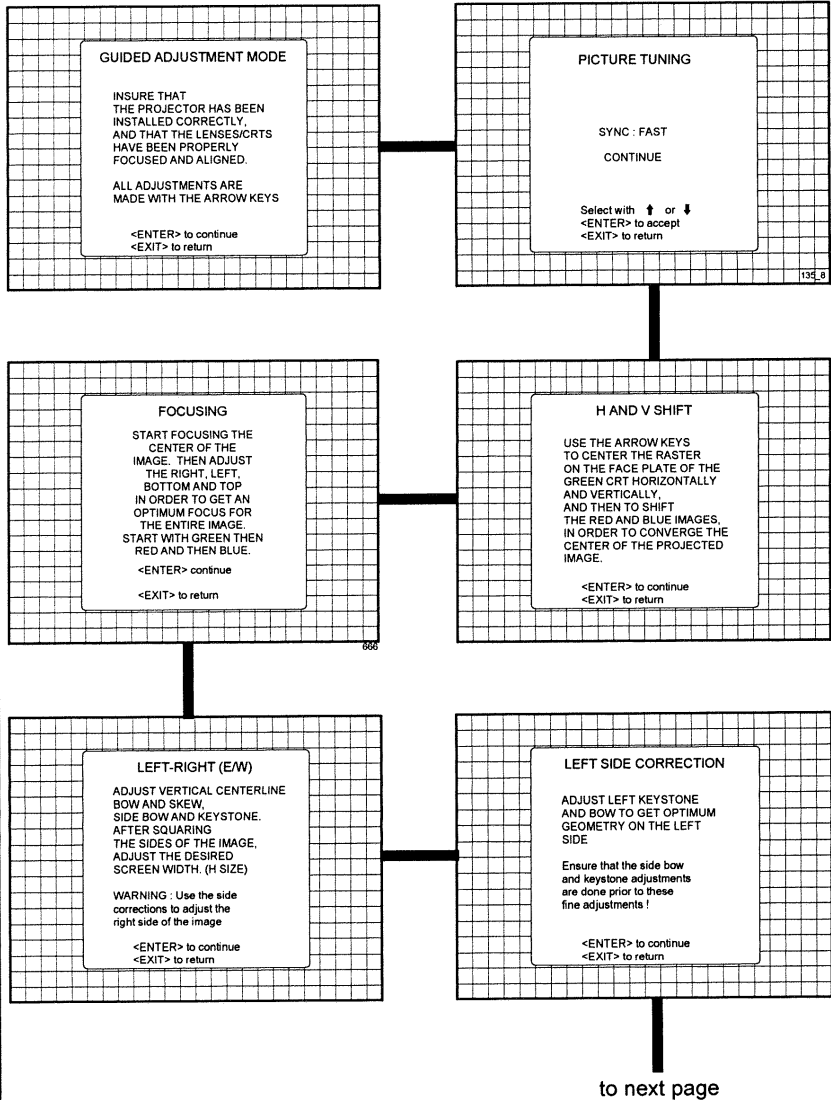 GUIDED ADJUSTMENT MODE
INSURE THAT
THE PROJECTOR HAS BEEN
INSTALLED CORRECTLY,
AND THAT THE LENSES/CRTS
HAVE BEEN PROPERLY
FOCUSED AND ALIGNED.
ALL ADJUSTMENTS ARE
MADE WITH THE ARROW KEYS
<ENTER> to continue
<EXIT> to return
PICTURE TUNING
SYNC : FAST
CONTINUE
Select with ⬆ or ⬇
<ENTER> to accept
<EXIT> to return
135_8
H AND V SHIFT
USE THE ARROW KEYS
TO CENTER THE RASTER
ON THE FACE PLATE OF THE
GREEN CRT HORIZONTALLY
AND VERTICALLY,
AND THEN TO SHIFT
THE RED AND BLUE IMAGES,
IN ORDER TO CONVERGE THE
CENTER OF THE PROJECTED
IMAGE.
<ENTER> to continue
<EXIT> to return
FOCUSING
START FOCUSING THE
CENTER OF THE
IMAGE. THEN ADJUST
THE RIGHT, LEFT,
BOTTOM AND TOP
IN ORDER TO GET AN
OPTIMUM FOCUS FOR
THE ENTIRE IMAGE.
START WITH GREEN THEN
RED AND THEN BLUE.
<ENTER> continue
<EXIT> to return
666
LEFT-RIGHT (E/W)
ADJUST VERTICAL CENTERLINE
BOW AND SKEW,
SIDE BOW AND KEYSTONE.
AFTER SQUARING
THE SIDES OF THE IMAGE,
ADJUST THE DESIRED
SCREEN WIDTH. (H SIZE)
WARNING : Use the side
corrections to adjust the
right side of the image
<ENTER> to continue
<EXIT> to return
LEFT SIDE CORRECTION
ADJUST LEFT KEYSTONE
AND BOW TO GET OPTIMUM
GEOMETRY ON THE LEFT
SIDE
Ensure that the side bow
and keystone adjustments
are done prior to these
fine adjustments !
<ENTER> to continue
<EXIT> to return
to next page